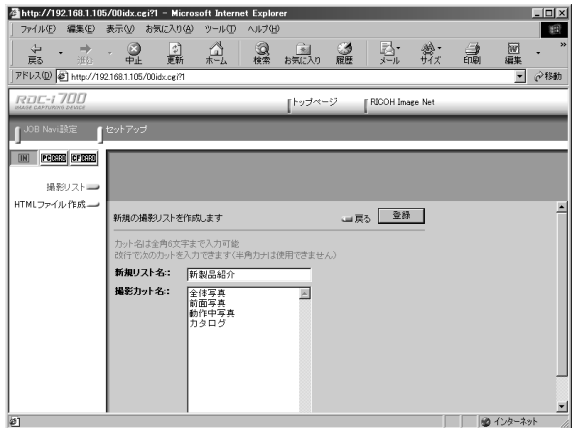 http://192.168.1.105/00idx.cgi?1 - Microsoft Internet Explorer
ファイル(F) 編集(E) 表示(V) お気に入り(A) ツール(T) ヘルプ(H)
戻る 進む 中止 更新 ホーム 検索 お気に入り 履歴 メール サイズ 印刷 編集 »
アドレス(D) http://192.168.1.105/00idx.cgi?1 移動
RDC-i700
IMAGE CAPTURING DEVICE
トップページ RICOH Image Net
JOB Navi設定 セットアップ
IN PC CARD CF CARD
撮影リスト
HTMLファイル作成
新規の撮影リストを作成します 戻る 登録
カット名は全角6文字まで入力可能
改行で次のカットを入力できます(半角カナは使用できません)
新規リスト名: 新製品紹介
撮影カット名: 全体写真
前面写真
動作中写真
カタログ
インターネット